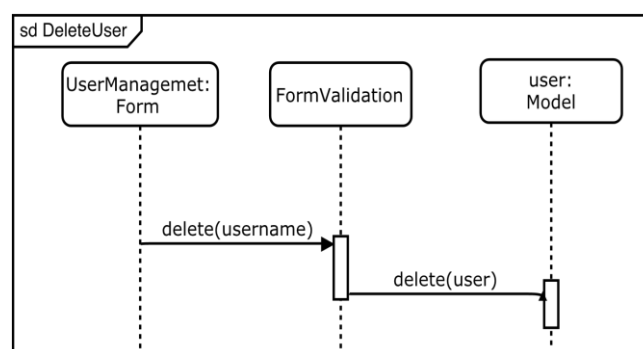 sd DeleteUser
UserManagemet:
Form
FormValidation
user:
Model
delete(username)
delete(user)